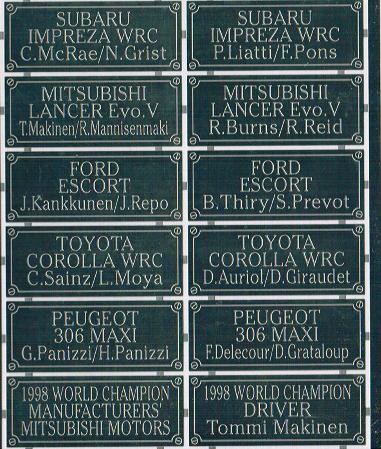 SUBARU
IMPREZA WRC
C.McRae/N.Grist
SUBARU
IMPREZA WRC
P.Liatti/F.Pons
MITSUBISHI
LANCER Evo.V
T.Makinen/R.Mannisenmaki
MITSUBISHI
LANCER Evo.V
R.Burns/R.Reid
FORD
ESCORT
J.Kankkunen/J.Repo
FORD
ESCORT
B.Thiry/S.Prevot
TOYOTA
COROLLA WRC
C.Sainz/L.Moya
TOYOTA
COROLLA WRC
D.Auriol/D.Giraudet
PEUGEOT
306 MAXI
G.Panizzi/H.Panizzi
PEUGEOT
306 MAXI
F.Delecour/D.Grataloup
1998 WORLD CHAMPION
MANUFACTURERS'
MITSUBISHI MOTORS
1998 WORLD CHAMPION
DRIVER
Tommi Makinen